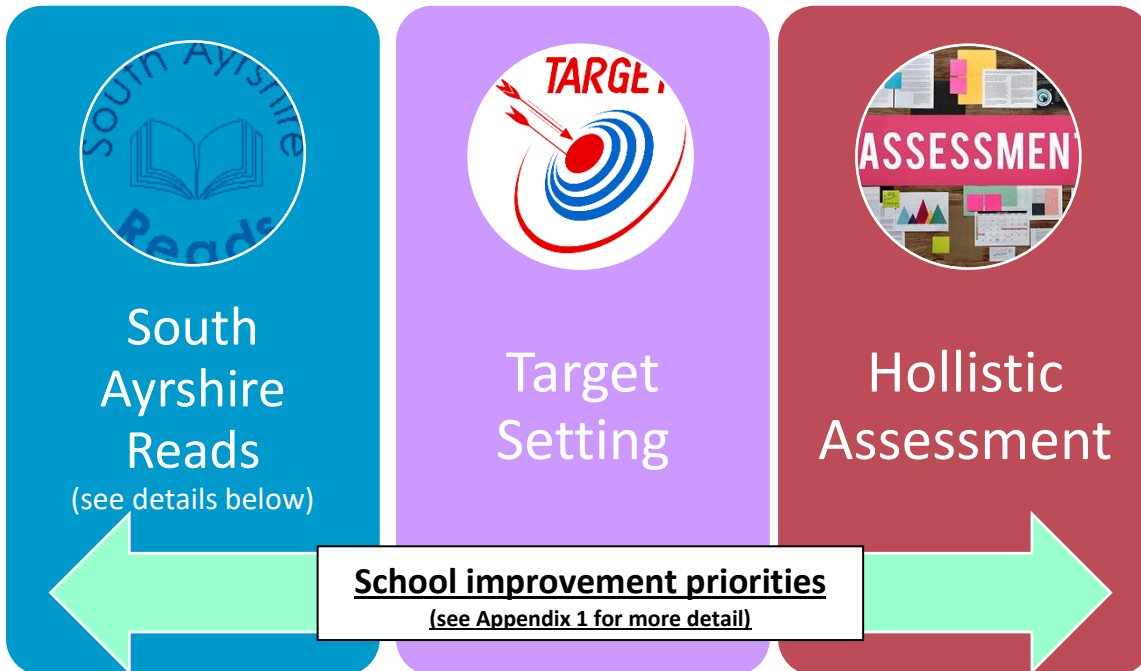 South Ayrshire
Reads
South
Ayrshire
Reads
(see details below)
TARGET
Target
Setting
ASSESSMENT
Hollistic
Assessment
School improvement priorities
(see Appendix 1 for more detail)